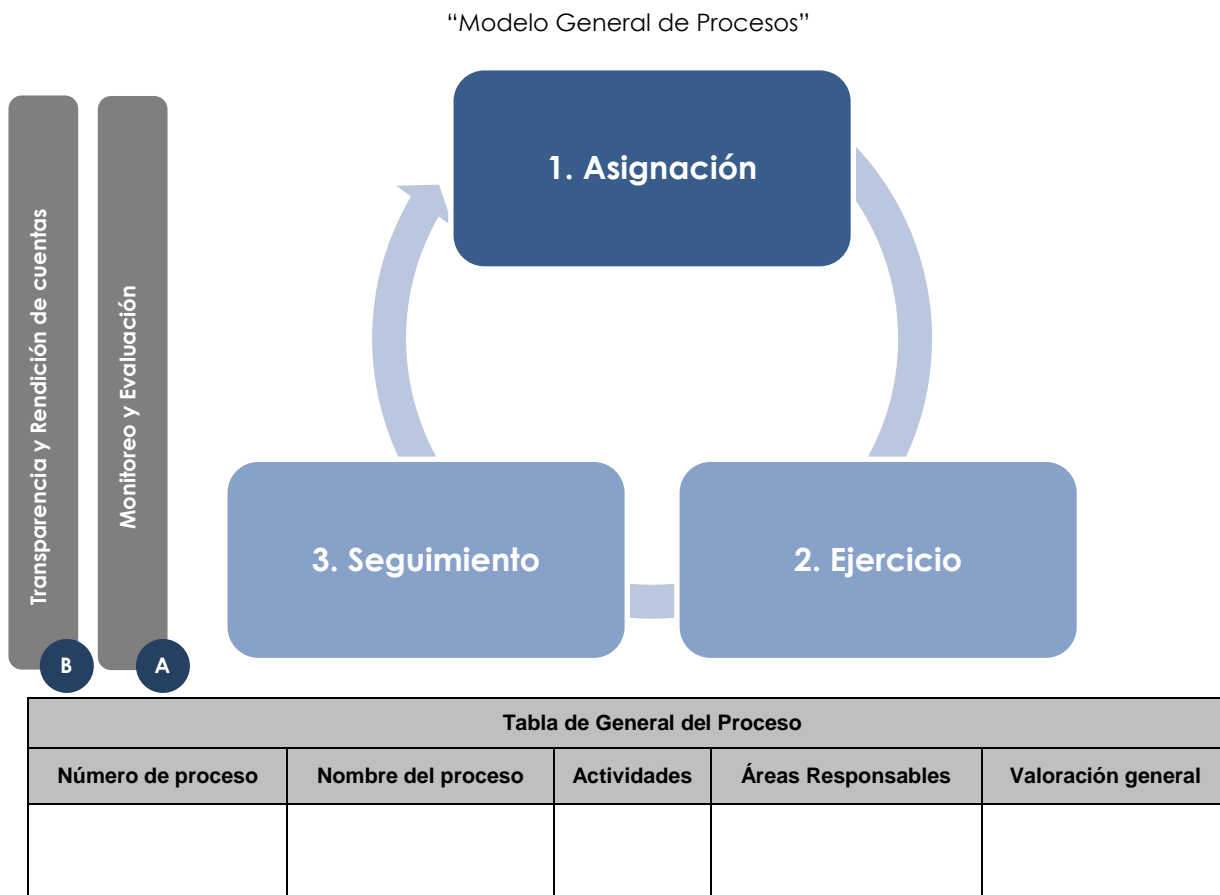 “Modelo General de Procesos”
1. Asignación
Transparencia y Rendición de cuentas
Monitoreo y Evaluación
3. Seguimiento
2. Ejercicio
B
A
Tabla de General del Proceso
Número de proceso
Nombre del proceso
Actividades
Áreas Responsables
Valoración general